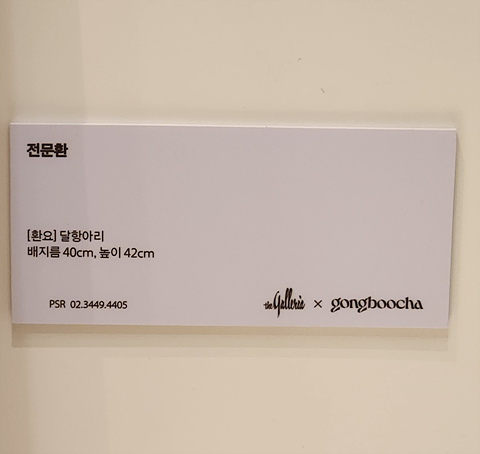 전문환
[환요] 달항아리
배지름 40cm, 높이 42cm
PSR 02.3449.4405
the Gallerie × gongboocha